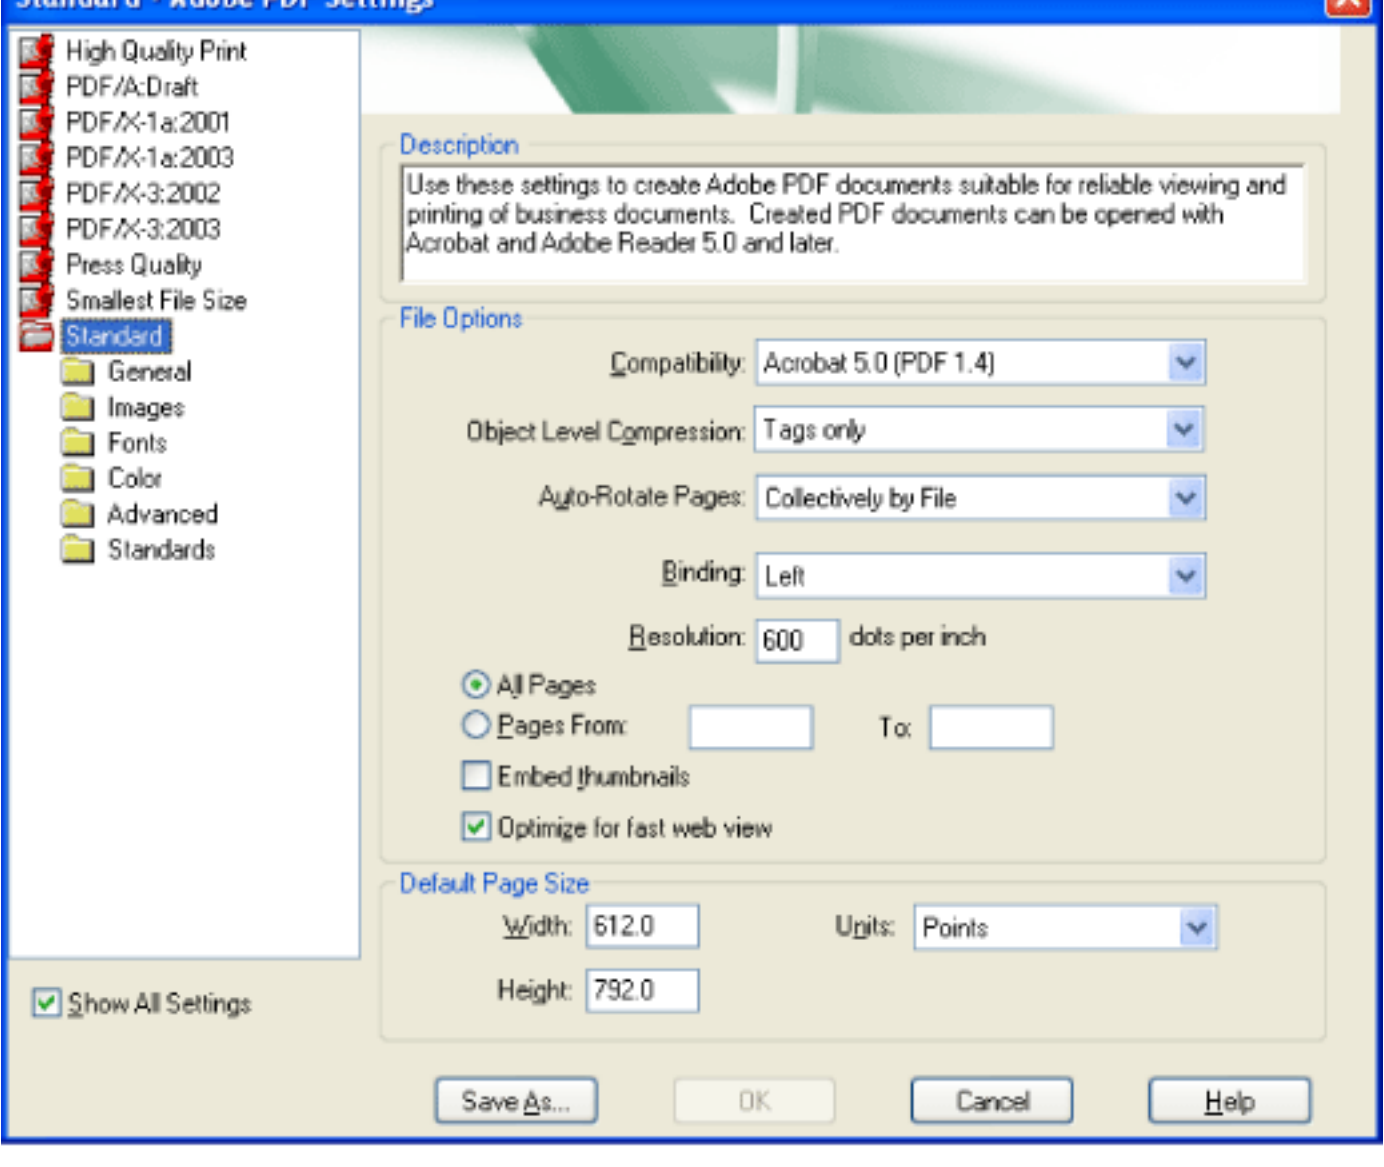 Standard - Adobe PDF Settings
High Quality Print
PDF/A:Draft
PDF/X-1a:2001
PDF/X-1a:2003
PDF/X-3:2002
PDF/X-3:2003
Press Quality
Smallest File Size
Standard
General
Images
Fonts
Color
Advanced
Standards
Show All Settings
Description
Use these settings to create Adobe PDF documents suitable for reliable viewing and
printing of business documents.  Created PDF documents can be opened with
Acrobat and Adobe Reader 5.0 and later.
File Options
Compatibility: Acrobat 5.0 (PDF 1.4)
Object Level Compression: Tags only
Auto-Rotate Pages: Collectively by File
Binding: Left
Resolution: 600 dots per inch
All Pages
Pages From: To:
Embed thumbnails
Optimize for fast web view
Default Page Size
Width: 612.0 Units: Points
Height: 792.0
Save As... OK Cancel Help